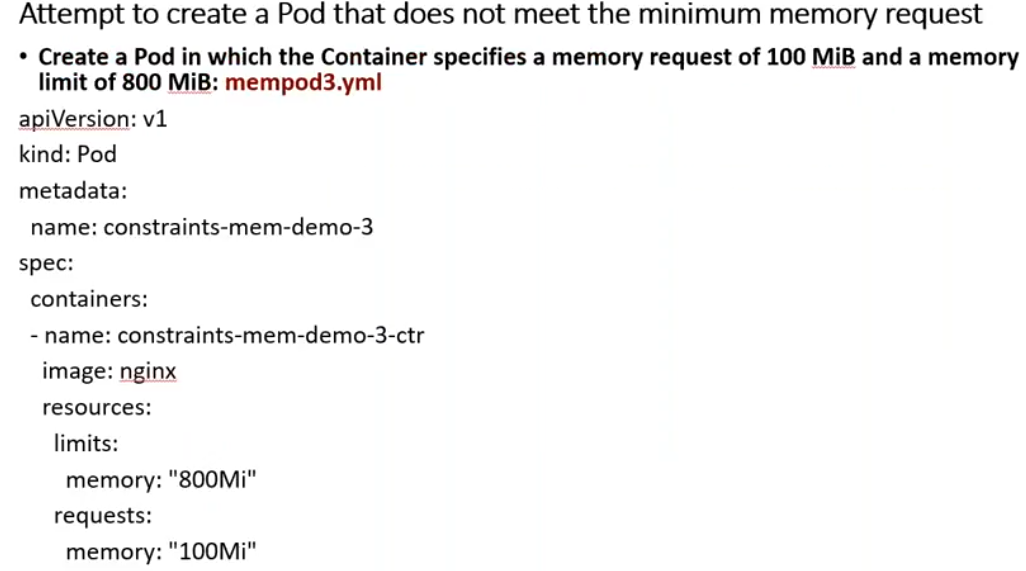 Attempt to create a Pod that does not meet the minimum memory request
• Create a Pod in which the Container specifies a memory request of 100 MiB and a memory
limit of 800 MiB: mempod3.yml
apiVersion: v1
kind: Pod
metadata:
  name: constraints-mem-demo-3
spec:
  containers:
  - name: constraints-mem-demo-3-ctr
    image: nginx
    resources:
      limits:
        memory: "800Mi"
      requests:
        memory: "100Mi"